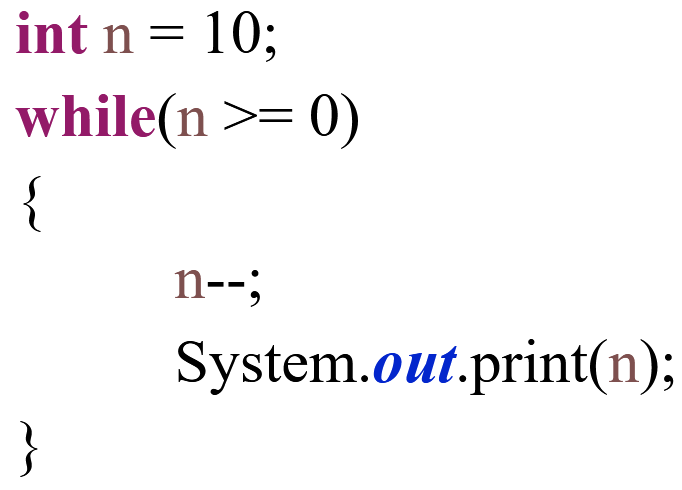 int n = 10;
while(n >= 0)
{
n--;
System.out.print(n);
}